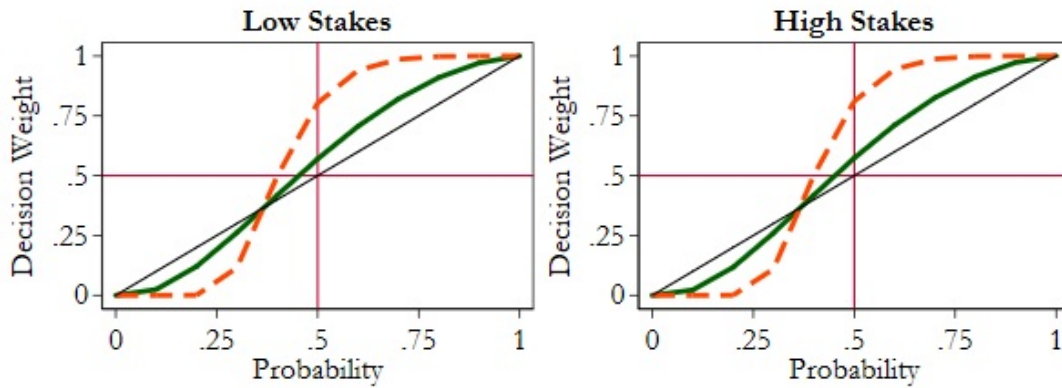 Low Stakes
Decision Weight
1
.75
.5
.25
0
0 .25 .5 .75 1
Probability
High Stakes
Decision Weight
1
.75
.5
.25
0
0 .25 .5 .75 1
Probability